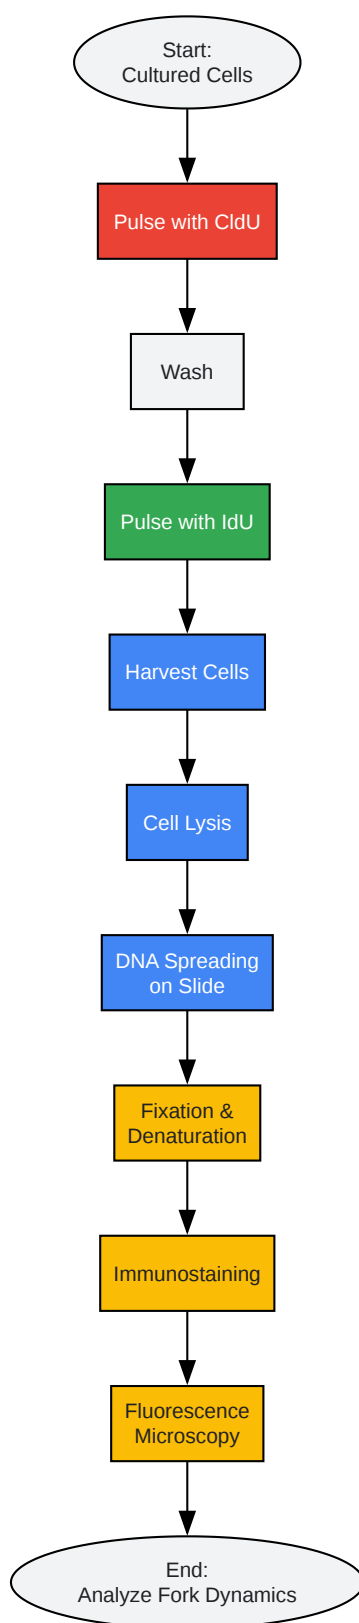 Start:
Cultured Cells
Pulse with CldU
Wash
Pulse with IdU
Harvest Cells
Cell Lysis
DNA Spreading
on Slide
Fixation &
Denaturation
Immunostaining
Fluorescence
Microscopy
End:
Analyze Fork Dynamics